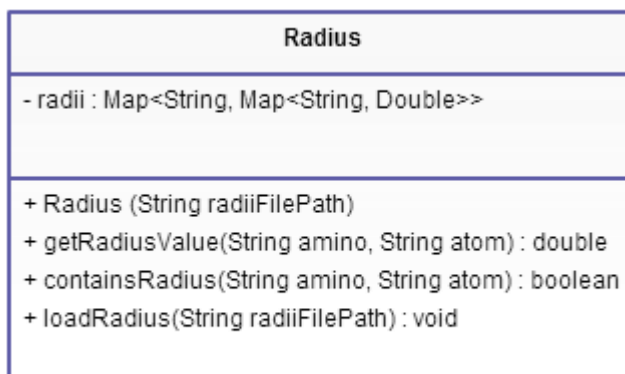 Radius
- radii : Map<String, Map<String, Double>>
+ Radius (String radiiFilePath)
+ getRadiusValue(String amino, String atom) : double
+ containsRadius(String amino, String atom) : boolean
+ loadRadius(String radiiFilePath) : void